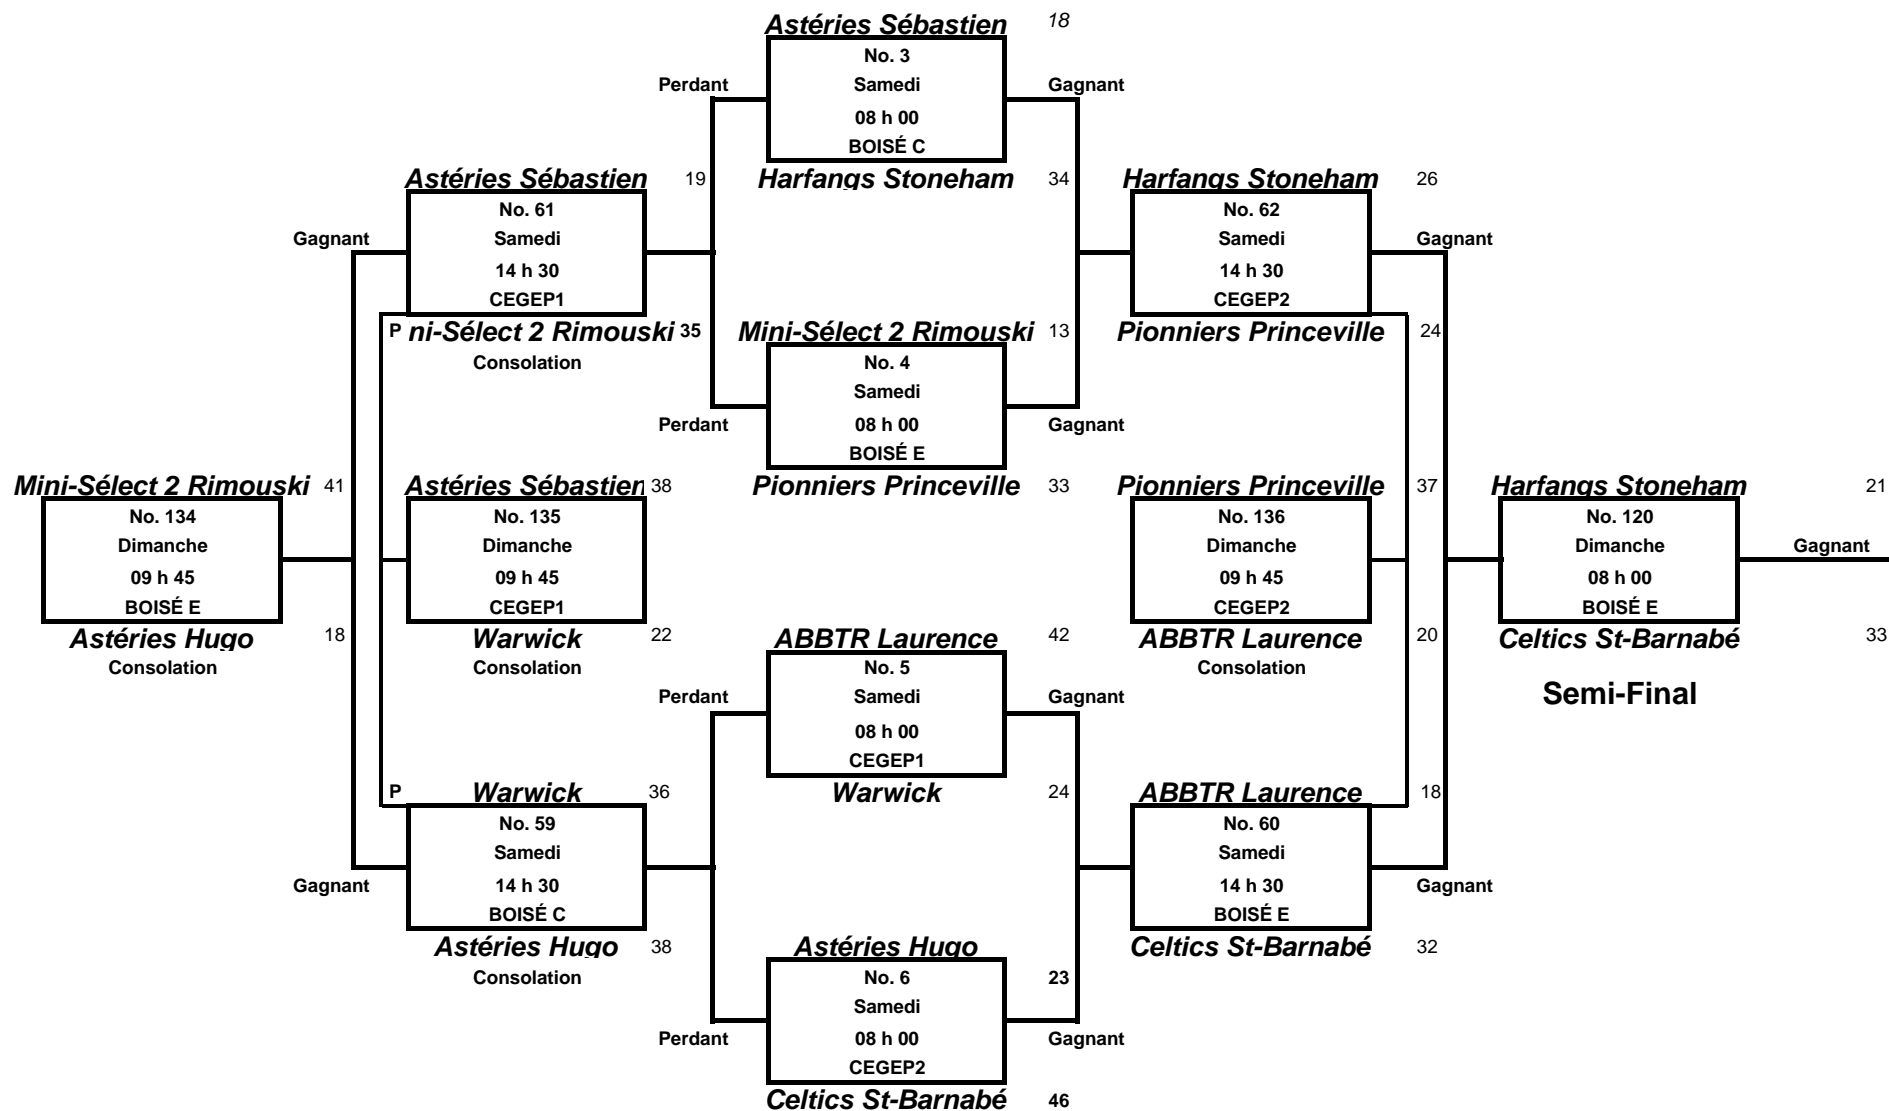 Astéries Sébastien 18
No. 3
Samedi
08 h 00
BOISÉ C
Harfangs Stoneham 34
Perdant
Gagnant
Astéries Sébastien 19
No. 61
Samedi
14 h 30
CEGEP1
P ni-Sélect 2 Rimouski 35
Consolation
Gagnant
Harfangs Stoneham 26
No. 62
Samedi
14 h 30
CEGEP2
Pionniers Princeville 24
Gagnant
Mini-Sélect 2 Rimouski 13
No. 4
Samedi
08 h 00
BOISÉ E
Pionniers Princeville 33
Perdant
Gagnant
Mini-Sélect 2 Rimouski 41
No. 134
Dimanche
09 h 45
BOISÉ E
Astéries Hugo 18
Consolation
Astéries Sébastien 38
No. 135
Dimanche
09 h 45
CEGEP1
Warwick 22
Consolation
Pionniers Princeville 37
No. 136
Dimanche
09 h 45
CEGEP2
ABBTR Laurence 20
Consolation
Harfangs Stoneham 21
No. 120
Dimanche
08 h 00
BOISÉ E
Celtics St-Barnabé 33
Gagnant
Semi-Final
ABBTR Laurence 42
No. 5
Samedi
08 h 00
CEGEP1
Warwick 24
Perdant
Gagnant
P Warwick 36
No. 59
Samedi
14 h 30
BOISÉ C
Astéries Hugo 38
Consolation
Gagnant
ABBTR Laurence 18
No. 60
Samedi
14 h 30
BOISÉ E
Celtics St-Barnabé 32
Gagnant
Astéries Hugo
No. 6 23
Samedi
08 h 00
CEGEP2
Celtics St-Barnabé 46
Perdant
Gagnant